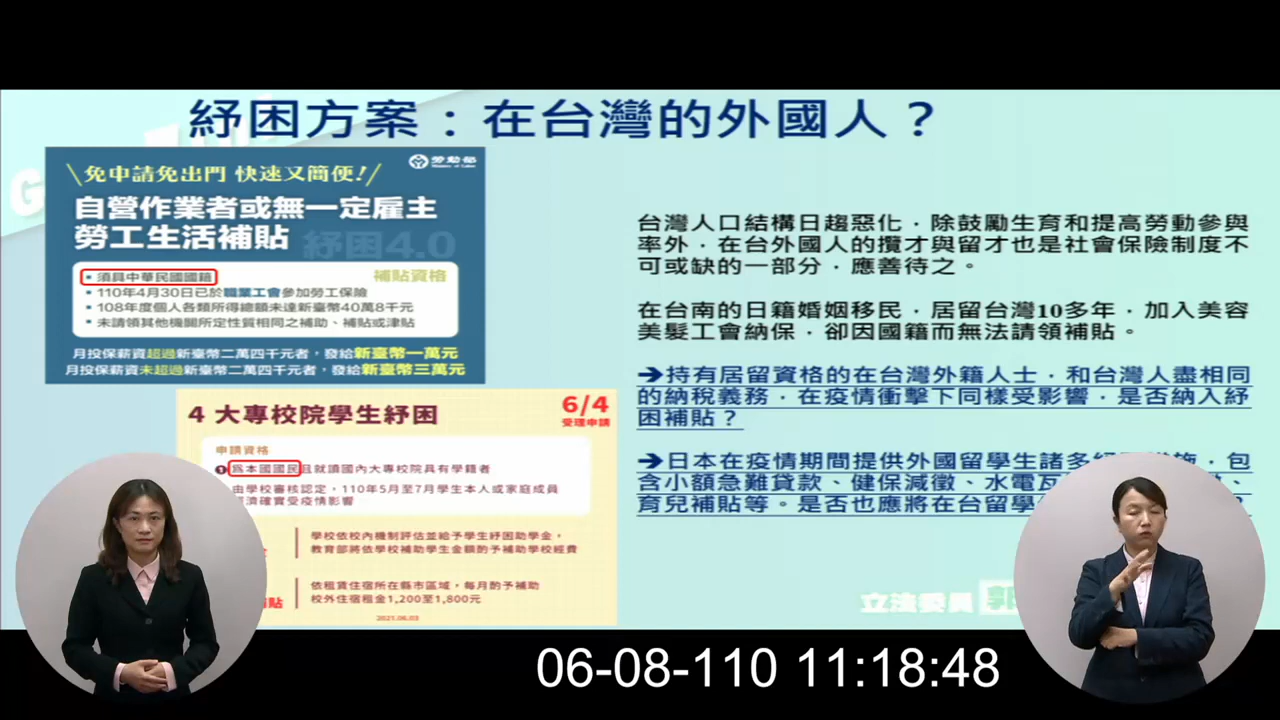 紓困方案：在台灣的外國人？
勞動部
Ministry of Labor
\免申請免出門 快速又簡便!/
自營作業者或無一定雇主
勞工生活補貼
紓困4.0
補貼資格
▪ 須具中華民國國籍
▪ 110年4月30日已於職業工會參加勞工保險
▪ 108年度個人各類所得總額未達新臺幣40萬8千元
▪ 未請領其他機關所定性質相同之補助、補貼或津貼
月投保薪資超過新臺幣二萬四千元者，發給新臺幣一萬元
月投保薪資未超過新臺幣二萬四千元者，發給新臺幣三萬元
4 大專校院學生紓困
6/4
受理申請
申請資格
❶ 為本國國民且就讀國內大專校院具有學籍者
由學校審核認定，110年5月至7月學生本人或家庭成員
濟確實受疫情影響
學校依校內機制評估並給予學生紓困助學金，
教育部將依學校補助學生金額酌予補助學校經費
貼
依租賃住宿所在縣市區域，每月酌予補助
校外住宿租金1,200至1,800元
2021.06.03
台灣人口結構日趨惡化，除鼓勵生育和提高勞動參與
率外，在台外國人的攬才與留才也是社會保險制度不
可或缺的一部分，應善待之。
在台南的日籍婚姻移民，居留台灣10多年，加入美容
美髮工會納保，卻因國籍而無法請領補貼。
➔持有居留資格的在台灣外籍人士，和台灣人盡相同
的納稅義務，在疫情衝擊下同樣受影響，是否納入紓
困補貼？
➔日本在疫情期間提供外國留學生諸多紓困措施，包
含小額急難貸款、健保減徵、水電瓦
育兒補貼等。是否也應將在台留學
立法委員 郭
06-08-110 11:18:48